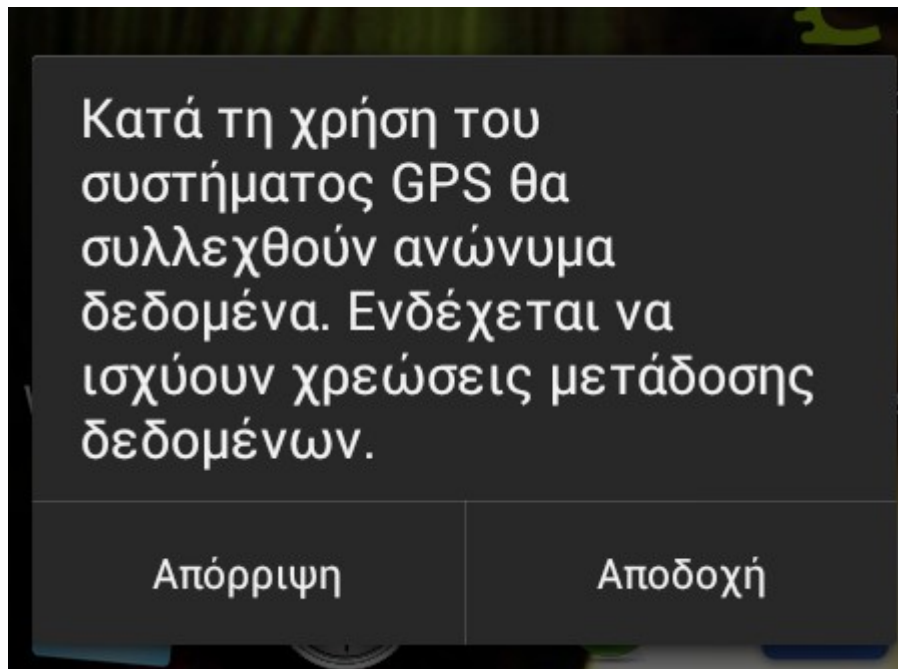 Κατά τη χρήση του
συστήματος GPS θα
συλλεχθούν ανώνυμα
δεδομένα. Ενδέχεται να
ισχύουν χρεώσεις μετάδοσης
δεδομένων.
Απόρριψη
Αποδοχή